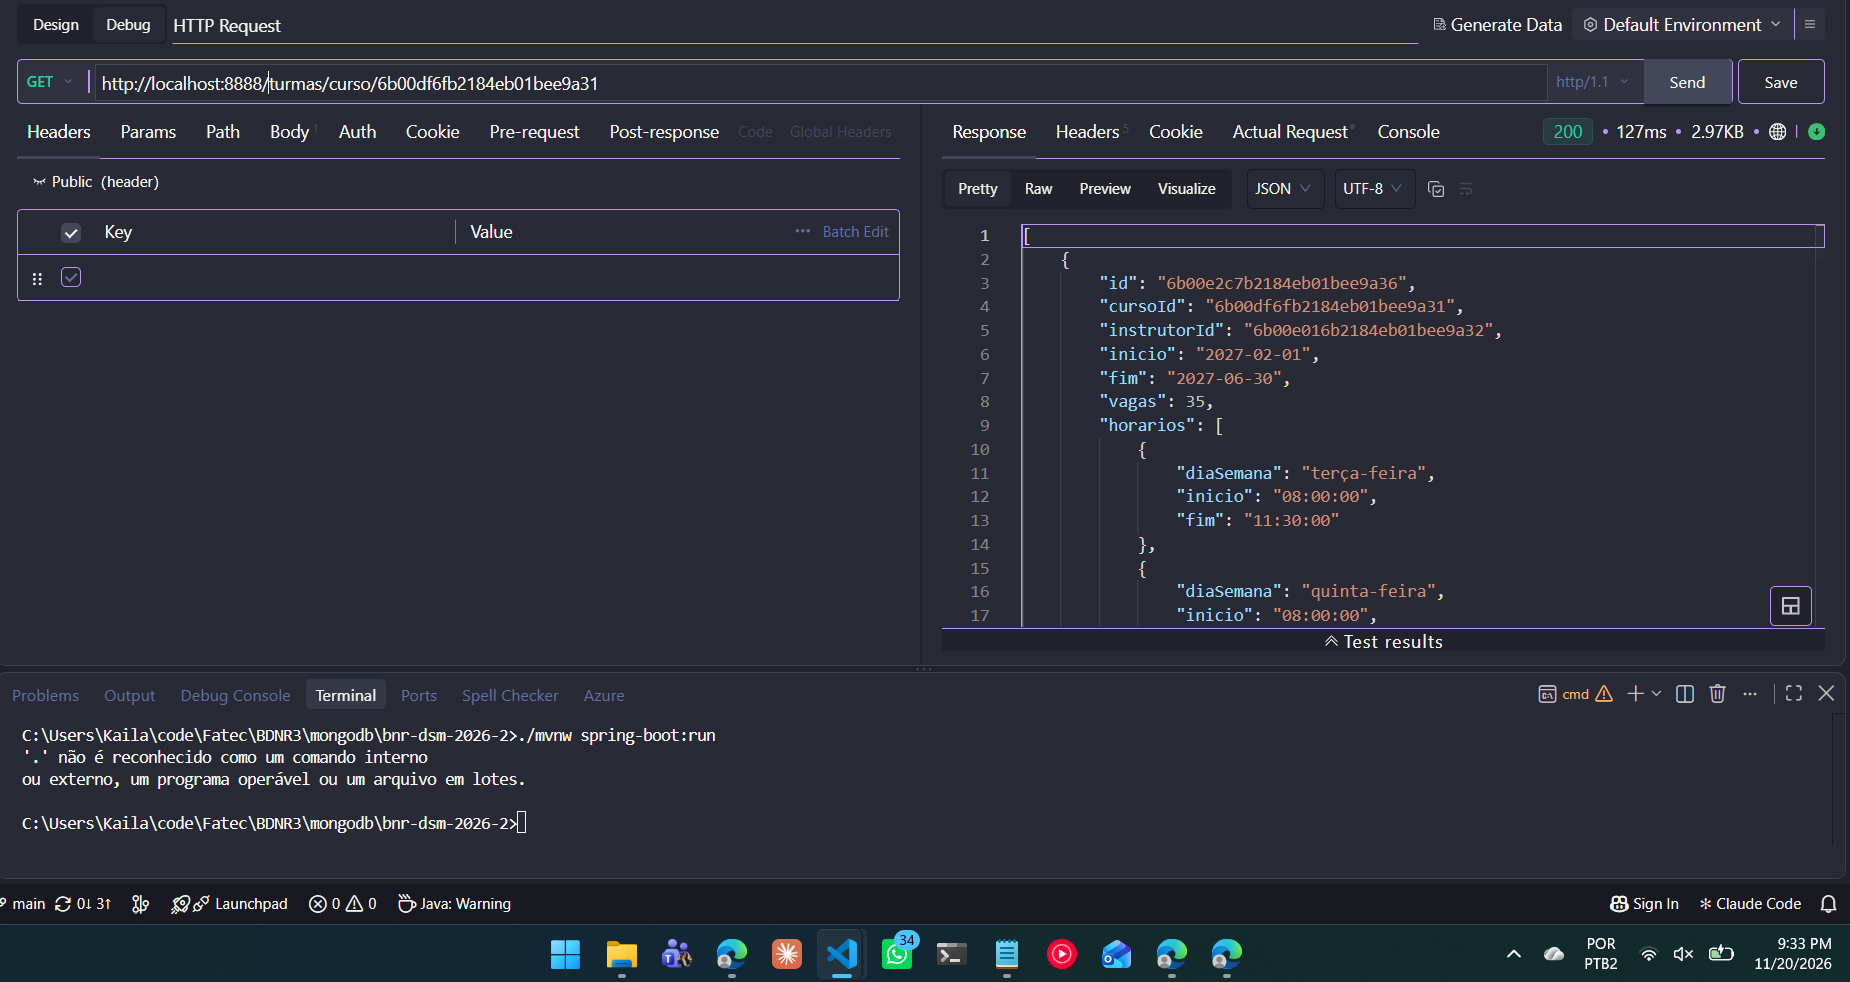 Design Debug HTTP Request Generate Data Default Environment
GET http://localhost:8888/turmas/curso/6b00df6fb2184eb01bee9a31 http/1.1 Send Save
Headers Params Path Body 1 Auth Cookie Pre-request Post-response Code Global Headers
Public (header)
Key Value ··· Batch Edit
Response Headers 5 Cookie Actual Request Console 200 • 127ms • 2.97KB •
Pretty Raw Preview Visualize JSON UTF-8
1 [
2 {
3 "id": "6b00e2c7b2184eb01bee9a36",
4 "cursoId": "6b00df6fb2184eb01bee9a31",
5 "instrutorId": "6b00e016b2184eb01bee9a32",
6 "inicio": "2027-02-01",
7 "fim": "2027-06-30",
8 "vagas": 35,
9 "horarios": [
10 {
11 "diaSemana": "terça-feira",
12 "inicio": "08:00:00",
13 "fim": "11:30:00"
14 },
15 {
16 "diaSemana": "quinta-feira",
17 "inicio": "08:00:00",
Test results
Problems Output Debug Console Terminal Ports Spell Checker Azure cmd
C:\Users\Kaila\code\Fatec\BDNR3\mongodb\bnr-dsm-2026-2>./mvnw spring-boot:run
'.' não é reconhecido como um comando interno
ou externo, um programa operável ou um arquivo em lotes.
C:\Users\Kaila\code\Fatec\BDNR3\mongodb\bnr-dsm-2026-2>
main 0↓ 3↑ Launchpad 0 0 Java: Warning Sign In Claude Code
34
POR
PTB2
9:33 PM
11/20/2026